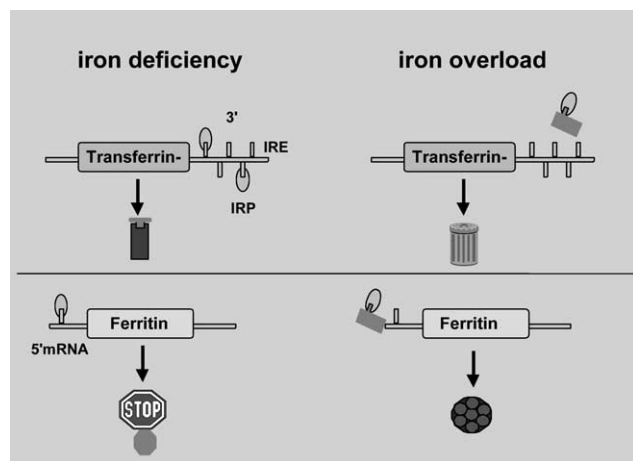 iron deficiency
iron overload
3'
Transferrin-
IRE
IRP
Transferrin-
Ferritin
5'mRNA
STOP
Ferritin